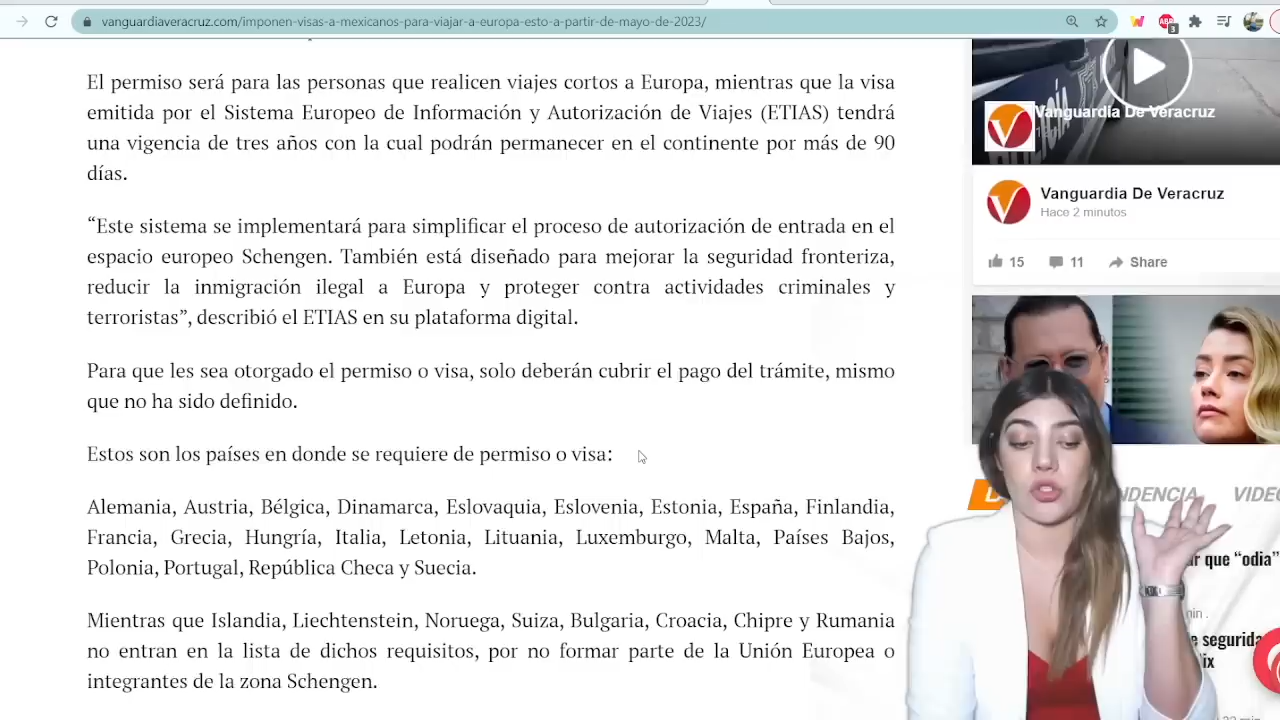 vanguardiaveracruz.com/imponen-visas-a-mexicanos-para-viajar-a-europa-esto-a-partir-de-mayo-de-2023/
3
El permiso será para las personas que realicen viajes cortos a Europa, mientras que la visa
emitida por el Sistema Europeo de Información y Autorización de Viajes (ETIAS) tendrá
una vigencia de tres años con la cual podrán permanecer en el continente por más de 90
días.
“Este sistema se implementará para simplificar el proceso de autorización de entrada en el
espacio europeo Schengen. También está diseñado para mejorar la seguridad fronteriza,
reducir la inmigración ilegal a Europa y proteger contra actividades criminales y
terroristas”, describió el ETIAS en su plataforma digital.
Para que les sea otorgado el permiso o visa, solo deberán cubrir el pago del trámite, mismo
que no ha sido definido.
Estos son los países en donde se requiere de permiso o visa:
Alemania, Austria, Bélgica, Dinamarca, Eslovaquia, Eslovenia, Estonia, España, Finlandia,
Francia, Grecia, Hungría, Italia, Letonia, Lituania, Luxemburgo, Malta, Países Bajos,
Polonia, Portugal, República Checa y Suecia.
Mientras que Islandia, Liechtenstein, Noruega, Suiza, Bulgaria, Croacia, Chipre y Rumania
no entran en la lista de dichos requisitos, por no formar parte de la Unión Europea o
integrantes de la zona Schengen.
Vanguardia De Veracruz
Vanguardia De Veracruz
Hace 2 minutos
15 11 Share
NDENCIA VIDEO
ar que “odia”
min .
e segurida
lix